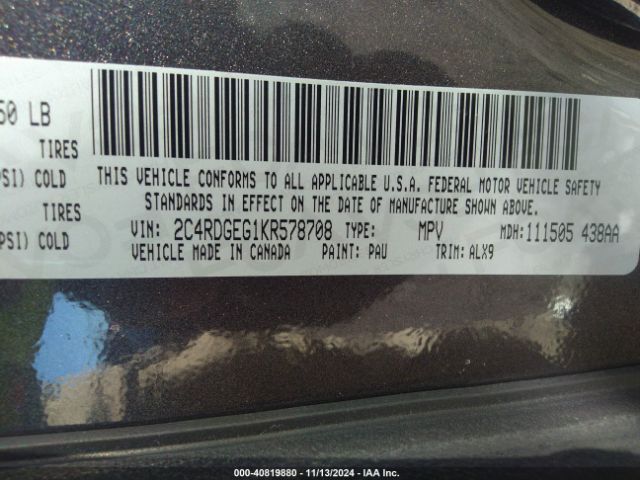 50 LB
TIRES
PSI) COLD
TIRES
PSI) COLD
THIS VEHICLE CONFORMS TO ALL APPLICABLE U.S.A. FEDERAL MOTOR VEHICLE SAFETY
STANDARDS IN EFFECT ON THE DATE OF MANUFACTURE SHOWN ABOVE.
VIN: 2C4RDGEG1KR578708 TYPE: MPV MDH: 111505 438AA
VEHICLE MADE IN CANADA PAINT: PAU TRIM: ALX9
000-40819880 - 11/13/2024 - IAA Inc.